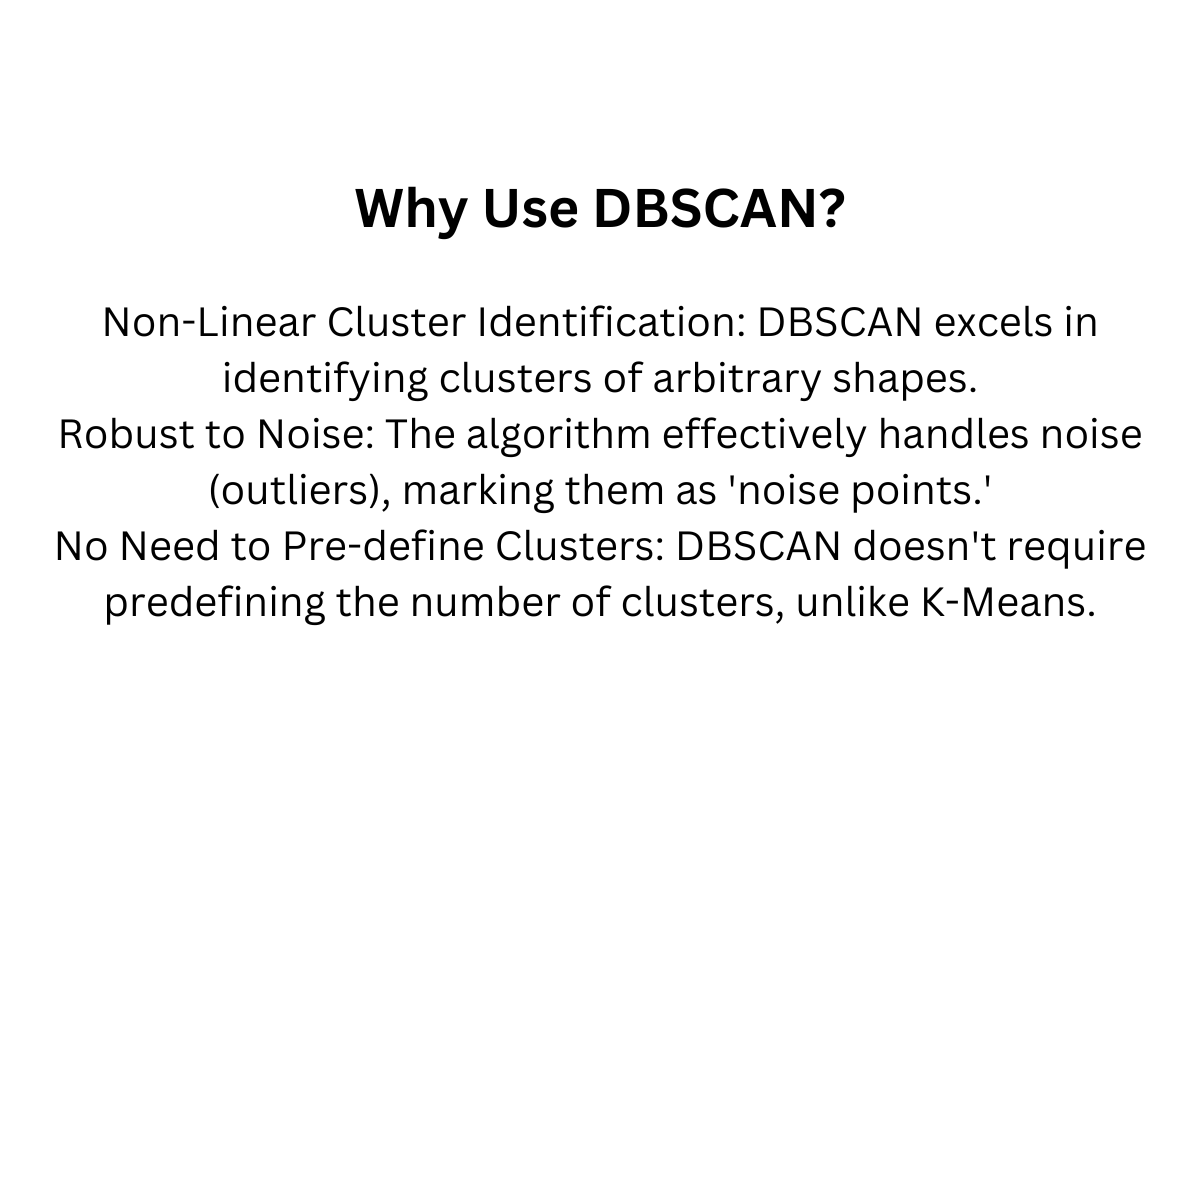 Why Use DBSCAN?
Non-Linear Cluster Identification: DBSCAN excels in
identifying clusters of arbitrary shapes.
Robust to Noise: The algorithm effectively handles noise
(outliers), marking them as 'noise points.'
No Need to Pre-define Clusters: DBSCAN doesn't require
predefining the number of clusters, unlike K-Means.